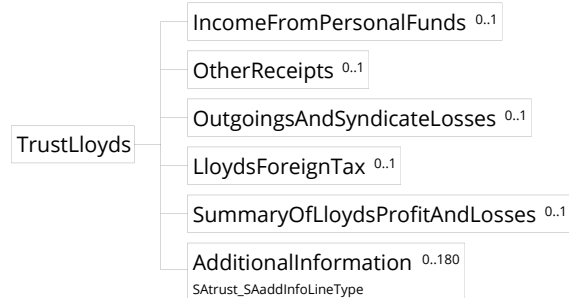 IncomeFromPersonalFunds 0..1
OtherReceipts 0..1
OutgoingsAndSyndicateLosses 0..1
TrustLloyds
LloydsForeignTax 0..1
SummaryOfLloydsProfitAndLosses 0..1
AdditionalInformation 0..180
SAtrust_SAaddInfoLineType